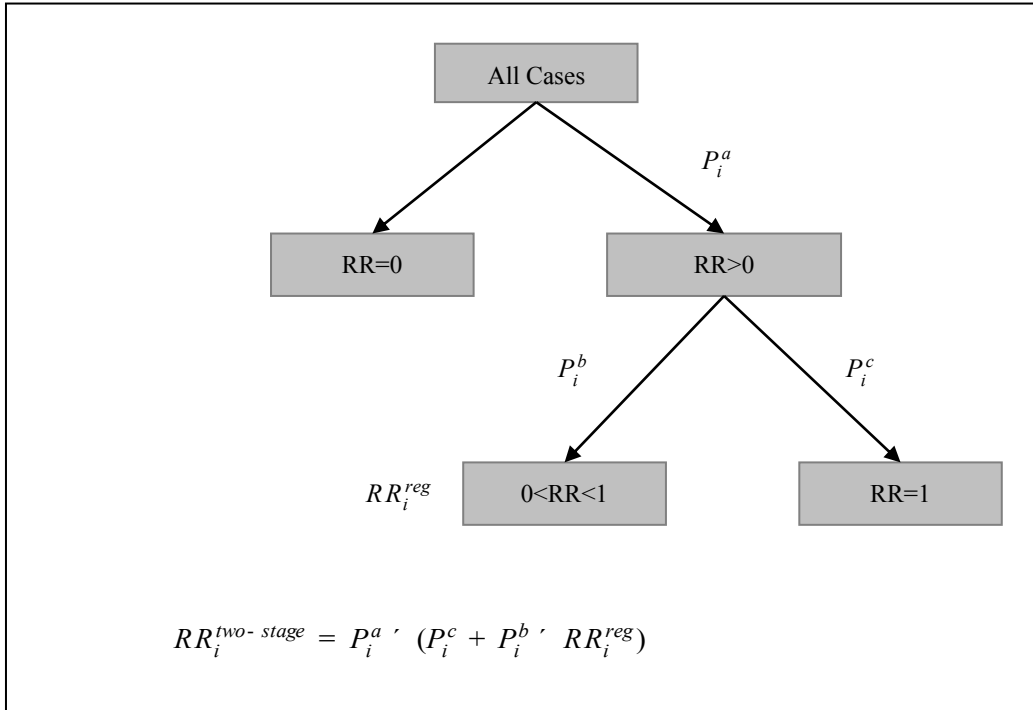 All Cases
P_i^a
RR=0
RR>0
P_i^b
P_i^c
RR_i^{reg}
0<RR<1
RR=1
RR_i^{two- stage} = P_i^a ´ (P_i^c + P_i^b ´ RR_i^{reg})